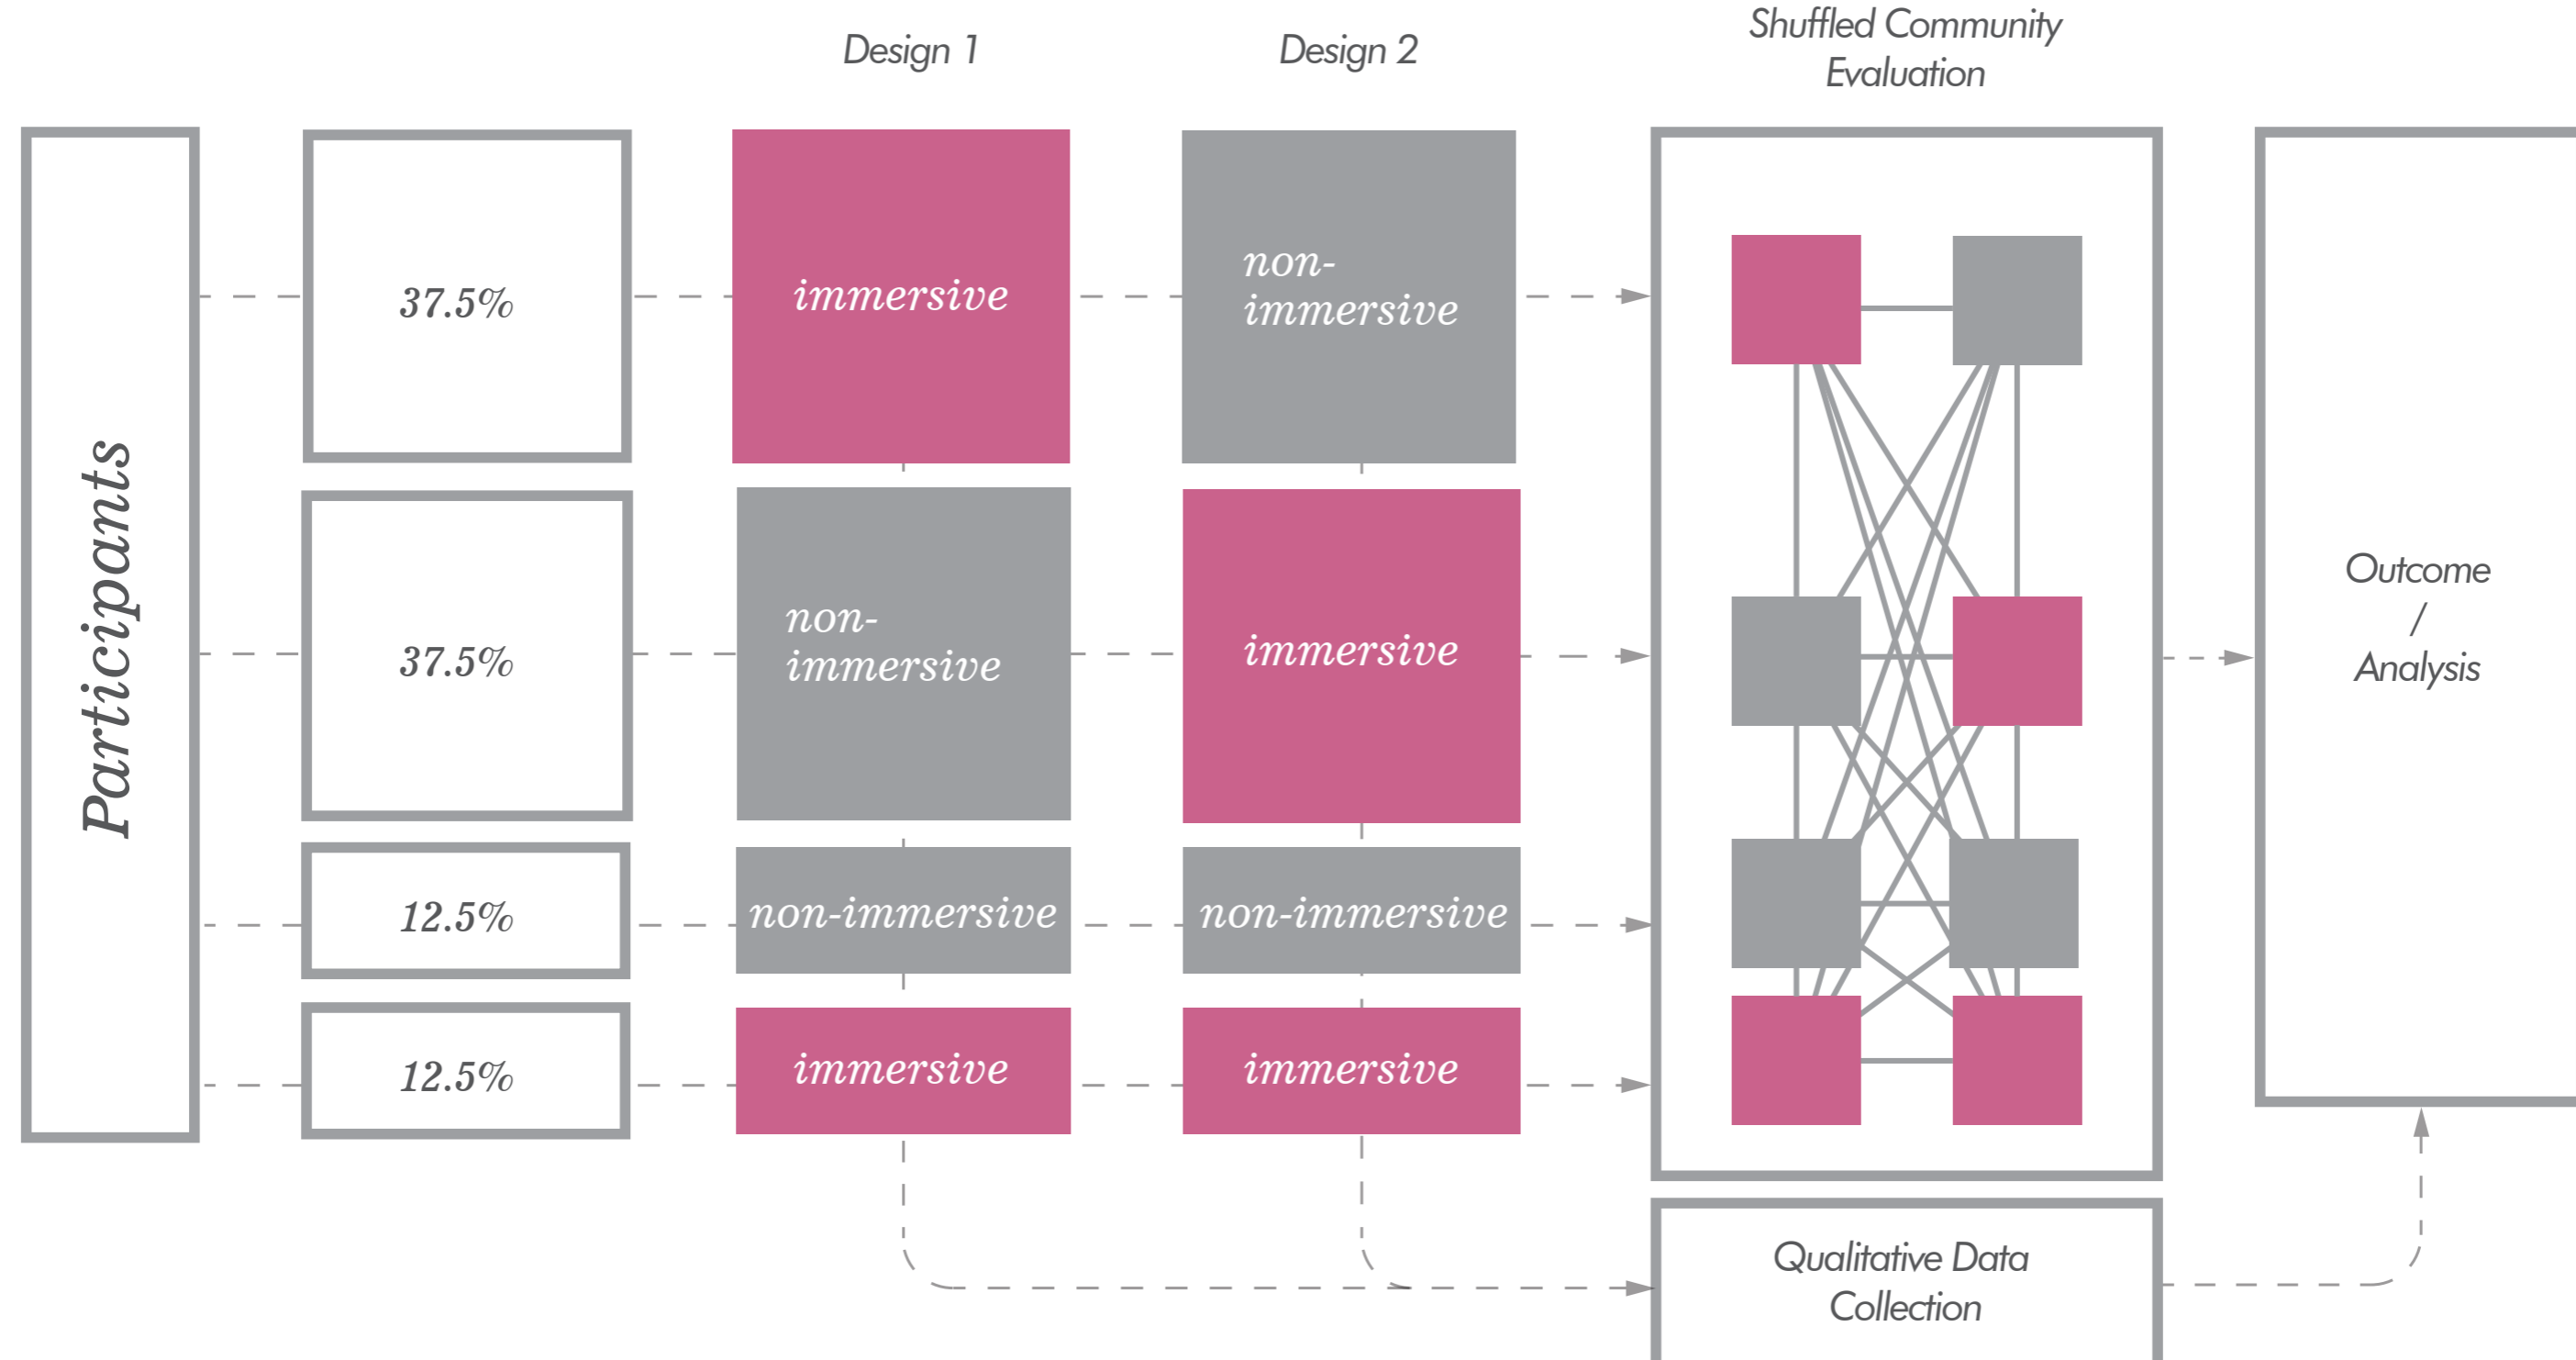 Design 1
Design 2
Shuffled Community
Evaluation
Participants
37.5%
immersive
non-
immersive
37.5%
non-
immersive
immersive
12.5%
non-immersive
non-immersive
12.5%
immersive
immersive
Outcome
/
Analysis
Qualitative Data
Collection